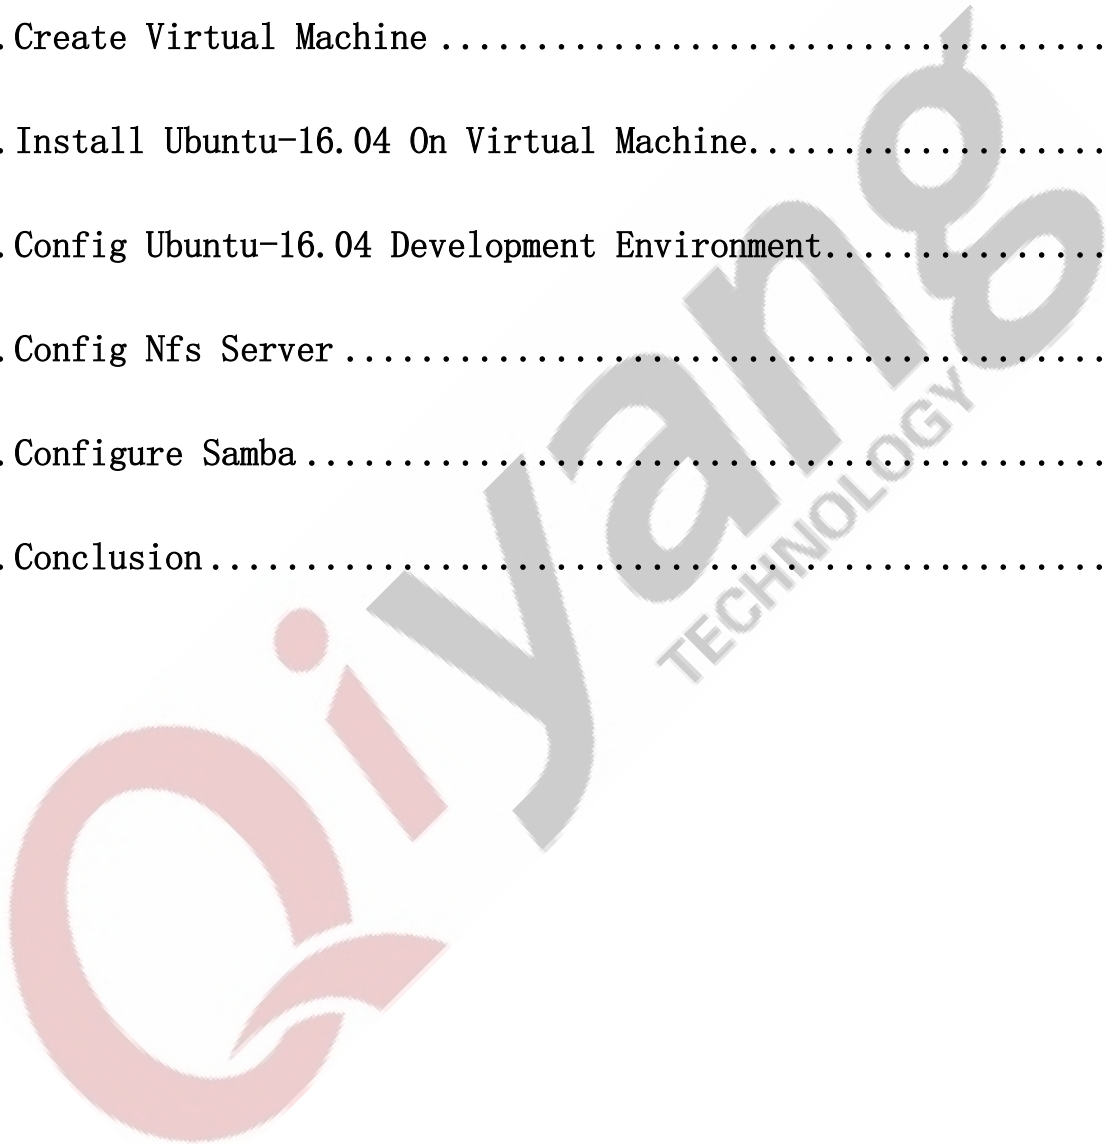 .Create Virtual Machine ...................................
.Install Ubuntu-16.04 On Virtual Machine...................
.Config Ubuntu-16.04 Development Environment...............
.Config Nfs Server ........................................
.Configure Samba ..........................................
.Conclusion................................................
Qiyang
TECHNOLOGY